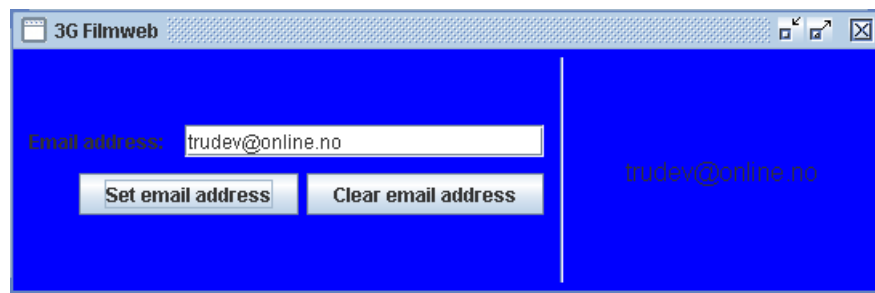 3G Filmweb
Email address: trudev@online.no
Set email address Clear email address
trudev@online.no